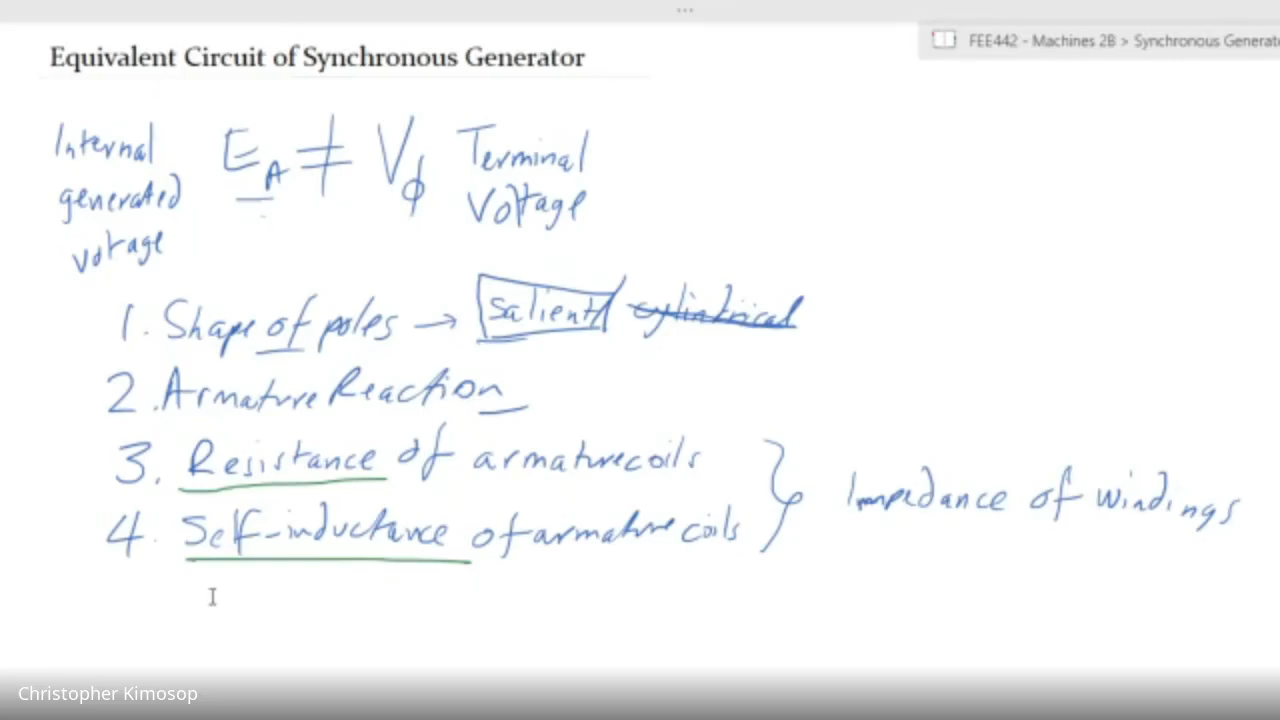 FEE442 - Machines 2B > Synchronous Generat
Equivalent Circuit of Synchronous Generator
Internal generated voltage
E_A ≠ V_ϕ
Terminal Voltage
1. Shape of poles → salient / cylindrical
2. Armature Reaction
3. Resistance of armature coils
4. Self-inductance of armature coils
} Impedance of windings
Christopher Kimosop